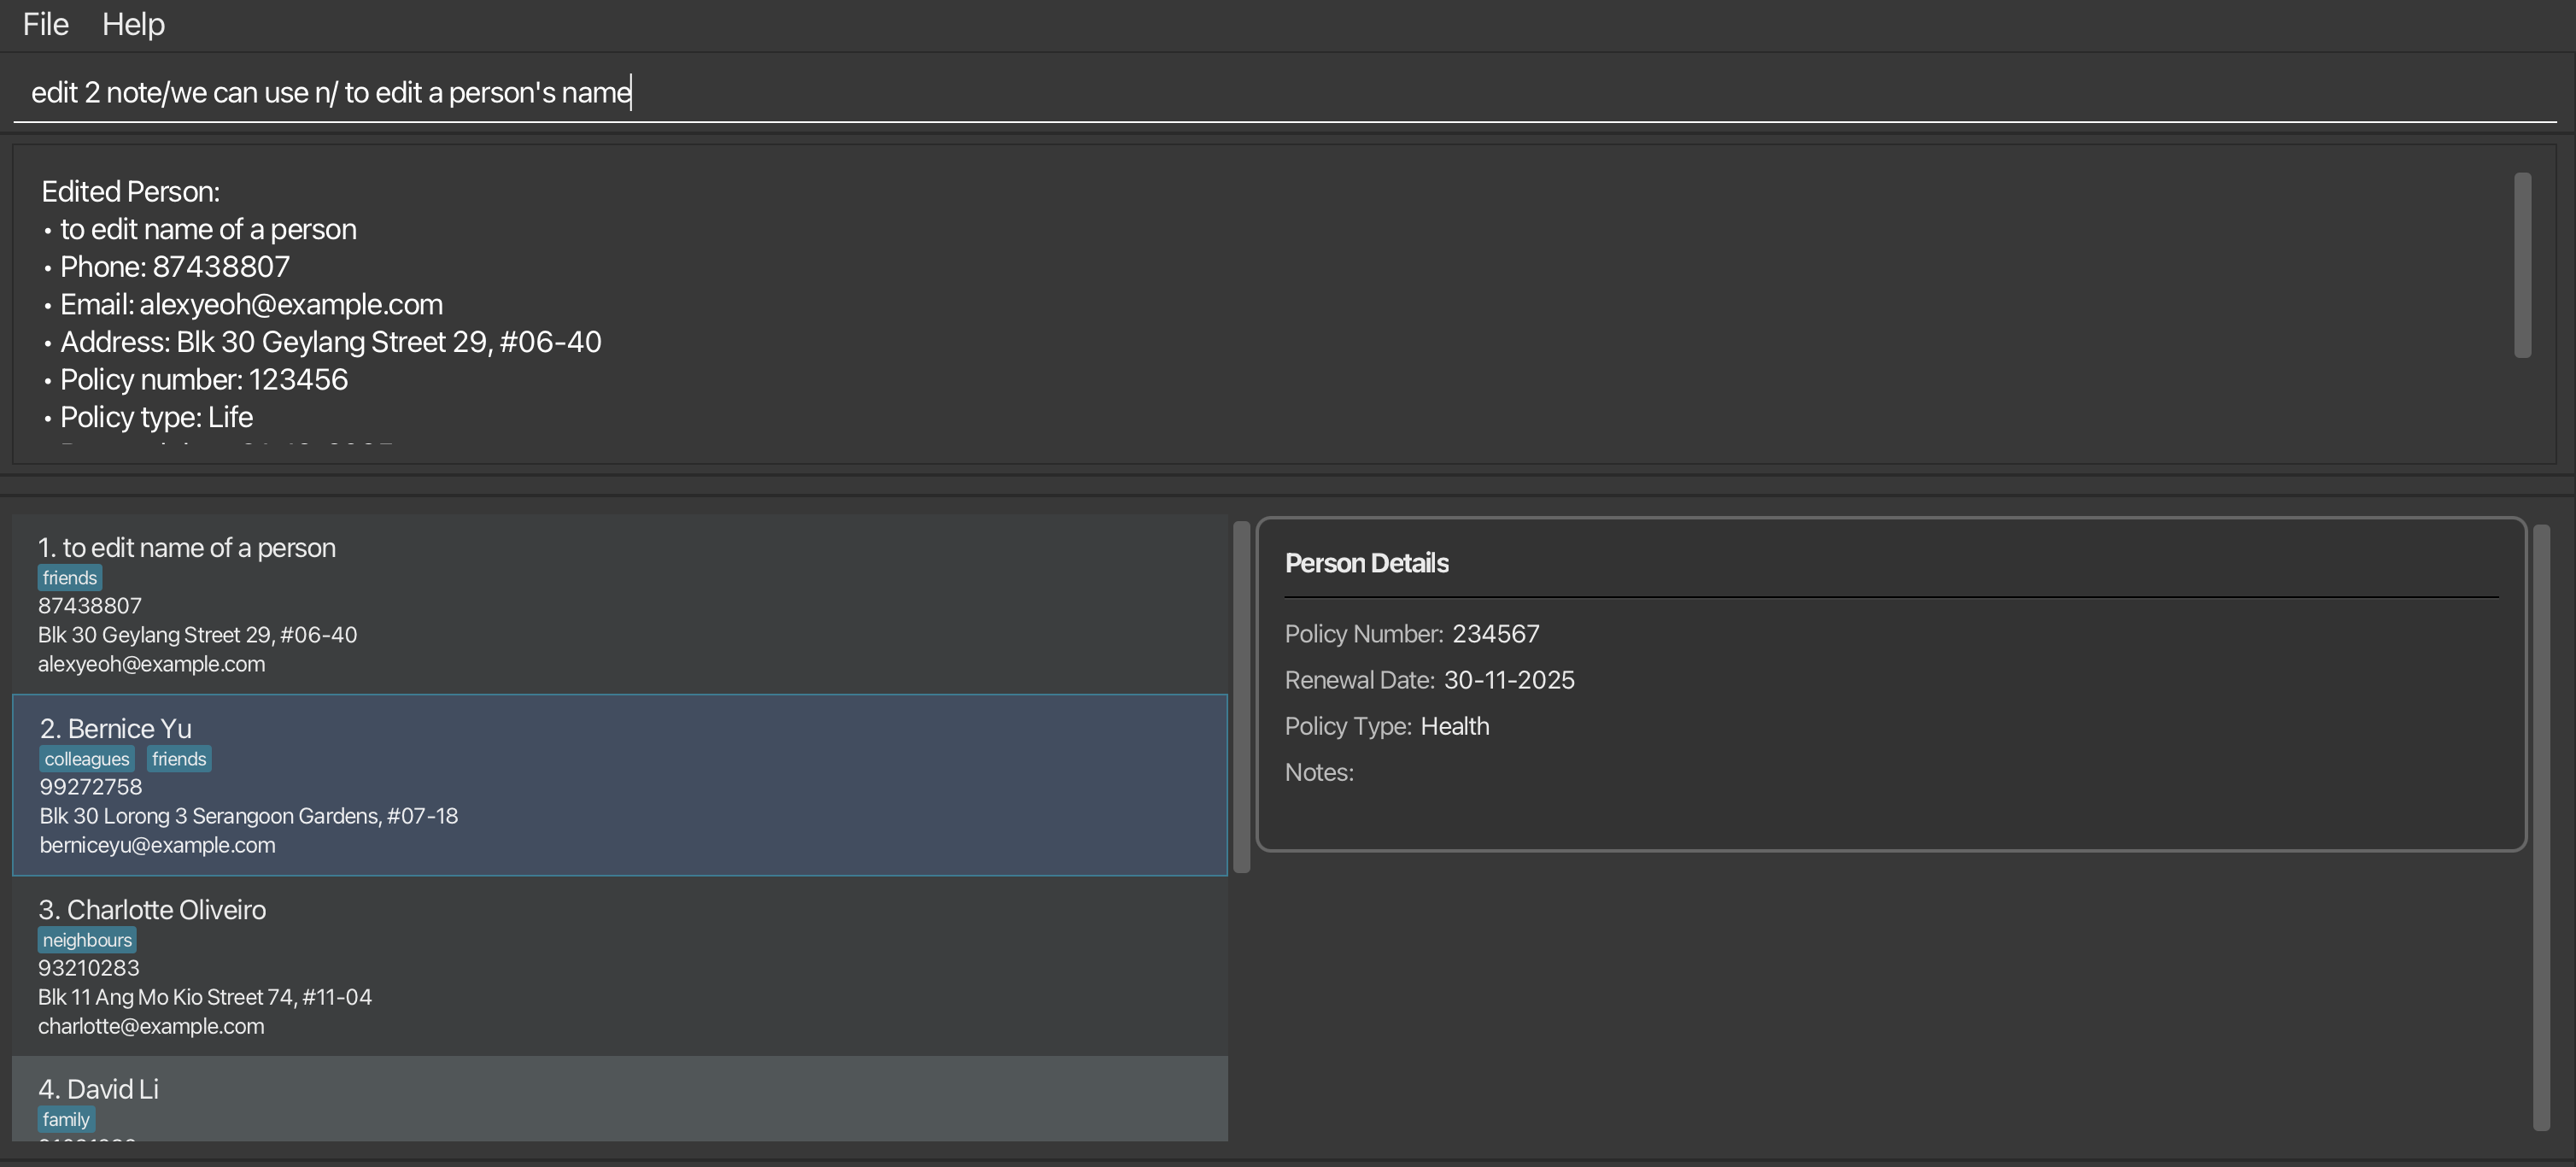 File Help
edit 2 note/we can use n/ to edit a person's name
Edited Person:
• to edit name of a person
• Phone: 87438807
• Email: alexyeoh@example.com
• Address: Blk 30 Geylang Street 29, #06-40
• Policy number: 123456
• Policy type: Life
1. to edit name of a person
friends
87438807
Blk 30 Geylang Street 29, #06-40
alexyeoh@example.com
2. Bernice Yu
colleagues friends
99272758
Blk 30 Lorong 3 Serangoon Gardens, #07-18
berniceyu@example.com
3. Charlotte Oliveiro
neighbours
93210283
Blk 11 Ang Mo Kio Street 74, #11-04
charlotte@example.com
4. David Li
family
Person Details
Policy Number: 234567
Renewal Date: 30-11-2025
Policy Type: Health
Notes: